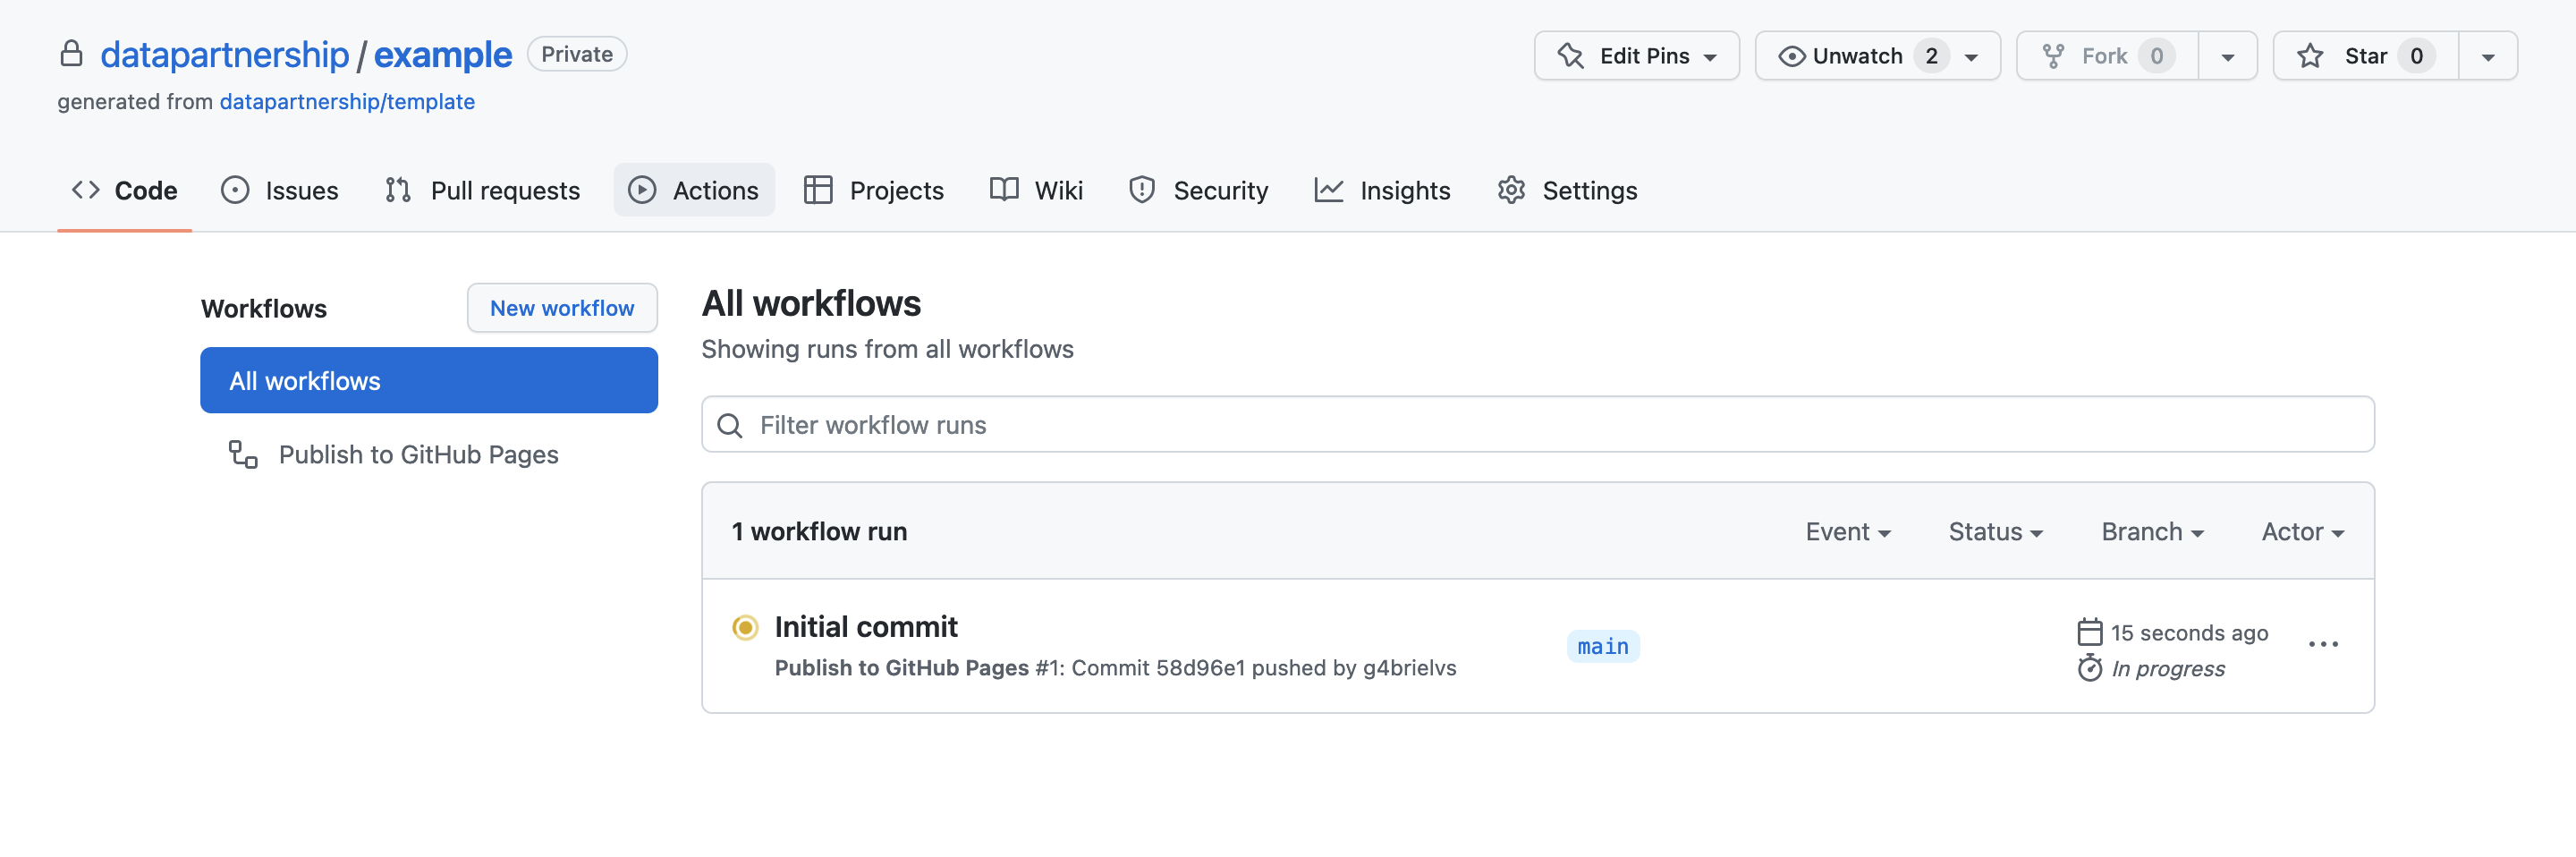 datapartnership / example Private Edit Pins Unwatch 2 Fork 0 Star 0
generated from datapartnership/template
Code Issues Pull requests Actions Projects Wiki Security Insights Settings
Workflows New workflow
All workflows
Publish to GitHub Pages
All workflows
Showing runs from all workflows
Filter workflow runs
1 workflow run Event Status Branch Actor
Initial commit
Publish to GitHub Pages #1: Commit 58d96e1 pushed by g4brielvs
main
15 seconds ago
In progress